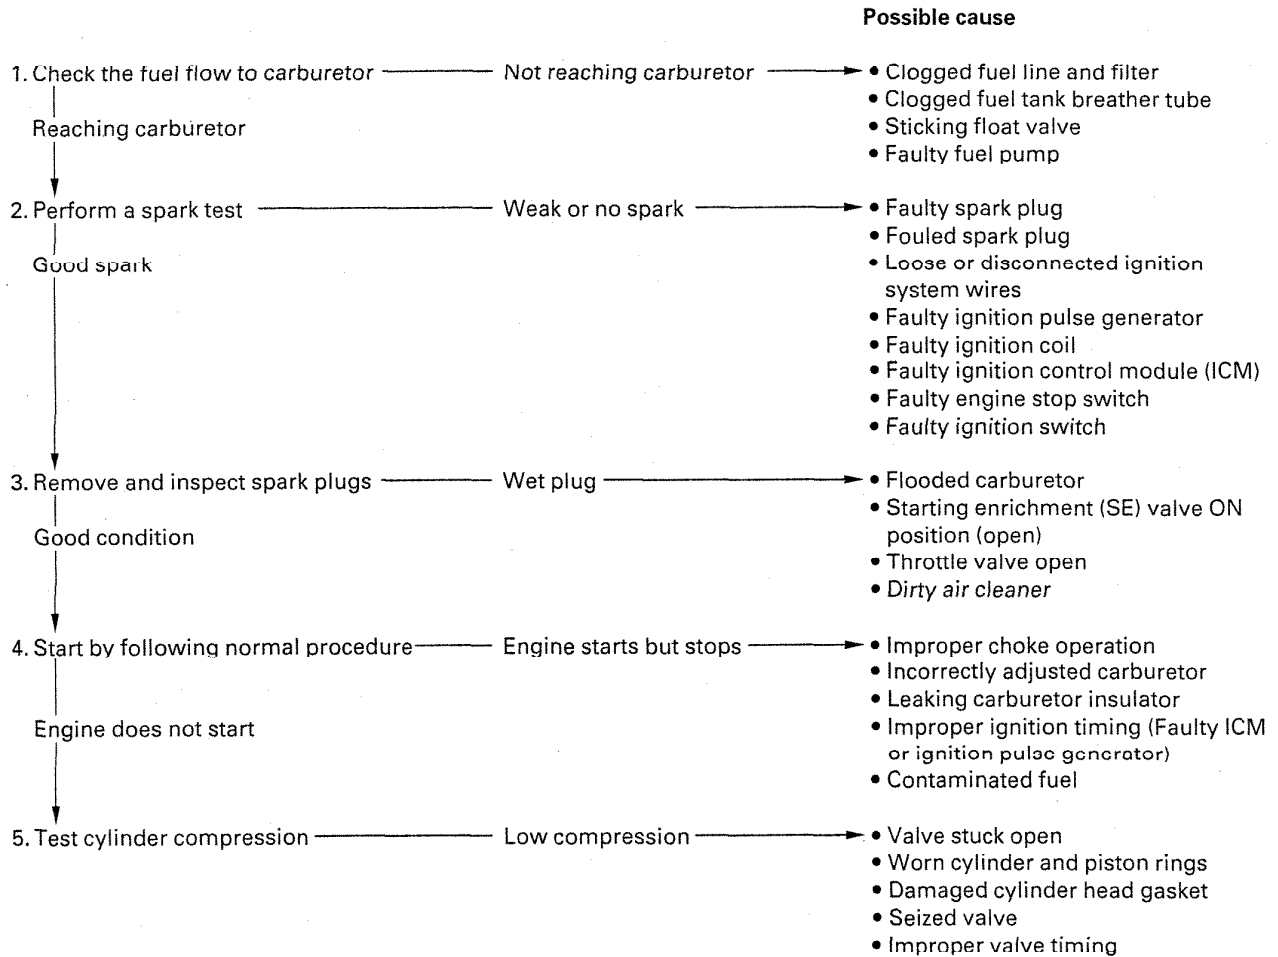 Possible cause
1. Check the fuel flow to carburetor Not reaching carburetor • Clogged fuel line and filter
• Clogged fuel tank breather tube
Reaching carburetor • Sticking float valve
• Faulty fuel pump
2. Perform a spark test Weak or no spark • Faulty spark plug
• Fouled spark plug
Good spark • Loose or disconnected ignition
system wires
• Faulty ignition pulse generator
• Faulty ignition coil
• Faulty ignition control module (ICM)
• Faulty engine stop switch
• Faulty ignition switch
3. Remove and inspect spark plugs Wet plug • Flooded carburetor
• Starting enrichment (SE) valve ON
Good condition position (open)
• Throttle valve open
• Dirty air cleaner
4. Start by following normal procedure Engine starts but stops • Improper choke operation
• Incorrectly adjusted carburetor
• Leaking carburetor insulator
Engine does not start • Improper ignition timing (Faulty ICM
or ignition pulse generator)
• Contaminated fuel
5. Test cylinder compression Low compression • Valve stuck open
• Worn cylinder and piston rings
• Damaged cylinder head gasket
• Seized valve
• Improper valve timing